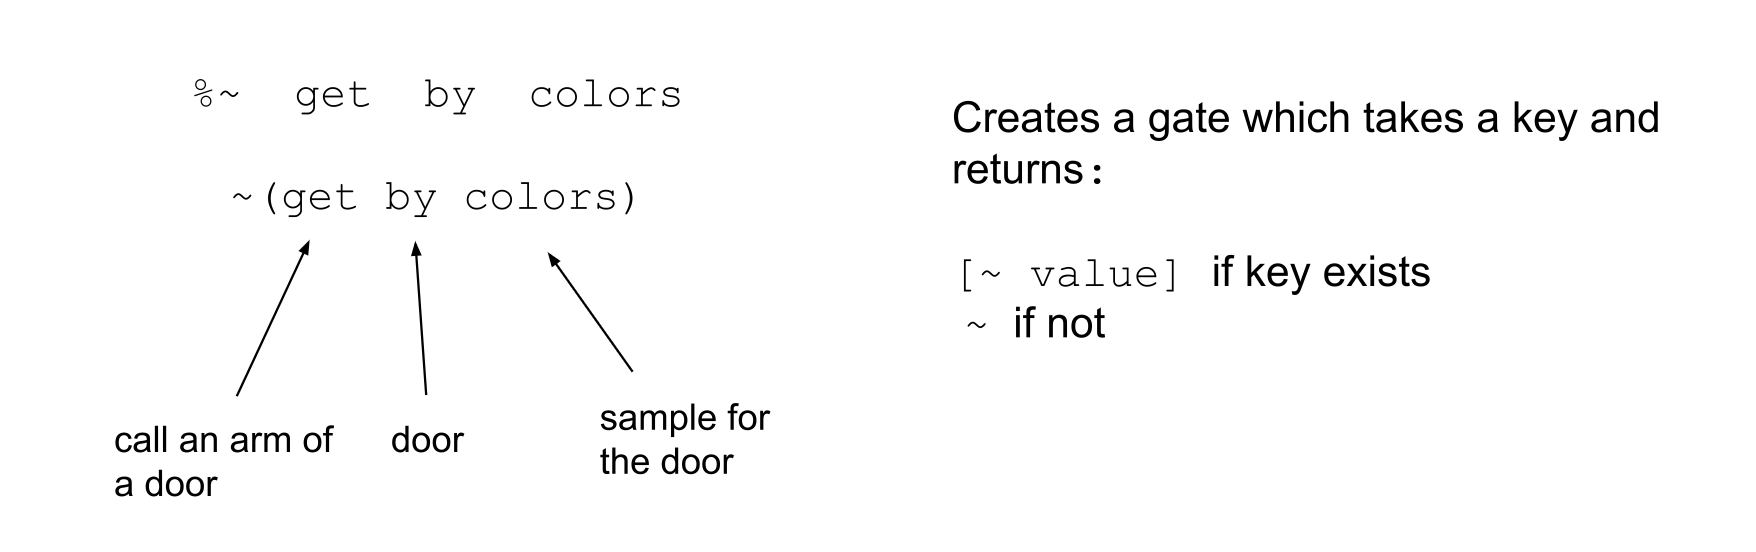 %~ get by colors
~(get by colors)
call an arm of
a door
door
sample for
the door
Creates a gate which takes a key and
returns:
[~ value] if key exists
~ if not